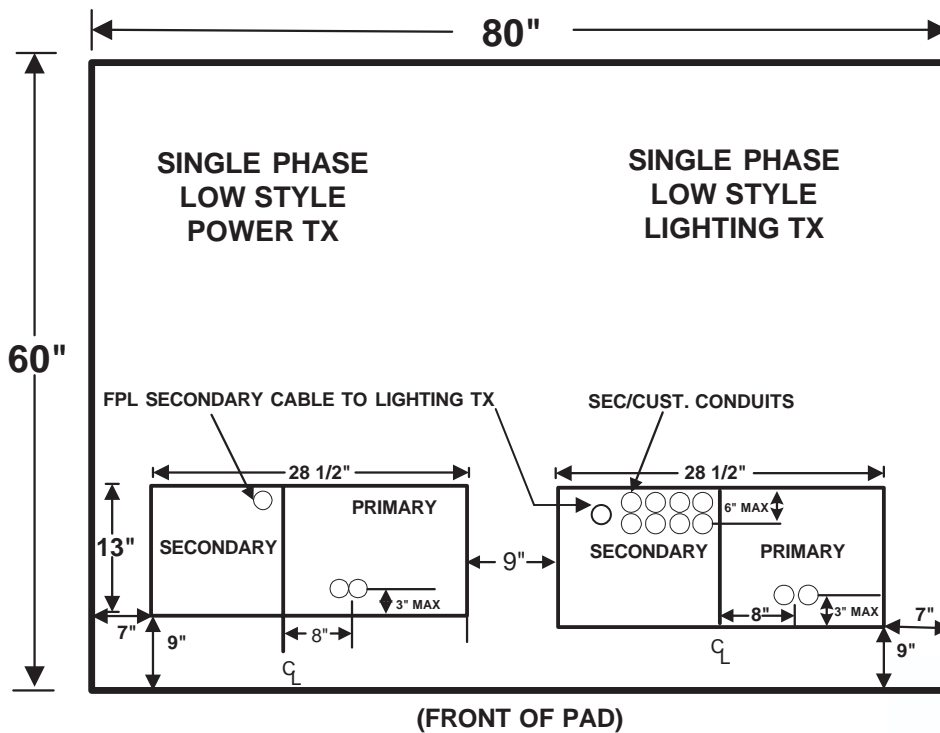 80"
SINGLE PHASE
LOW STYLE
POWER TX
SINGLE PHASE
LOW STYLE
LIGHTING TX
60"
FPL SECONDARY CABLE TO LIGHTING TX
SEC/CUST. CONDUITS
28 1/2"
28 1/2"
13"
SECONDARY
PRIMARY
3" MAX
9"
6" MAX
SECONDARY
PRIMARY
8"
3" MAX
7"
9"
8"
CL
CL
7"
9"
(FRONT OF PAD)